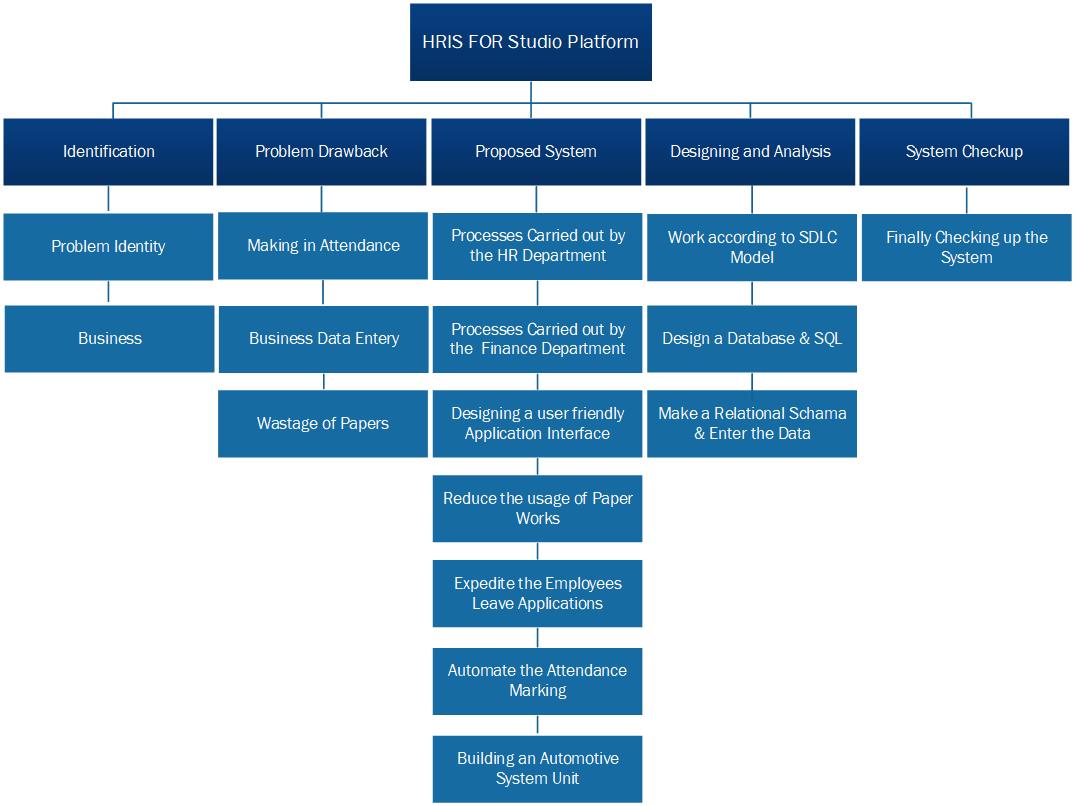 HRIS FOR Studio Platform
Identification
Problem Drawback
Proposed System
Designing and Analysis
System Checkup
Problem Identity
Business
Making in Attendance
Business Data Entery
Wastage of Papers
Processes Carried out by
the HR Department
Processes Carried out by
the Finance Department
Designing a user friendly
Application Interface
Reduce the usage of Paper
Works
Expedite the Employees
Leave Applications
Automate the Attendance
Marking
Building an Automotive
System Unit
Work according to SDLC
Model
Design a Database & SQL
Make a Relational Schama
& Enter the Data
Finally Checking up the
System